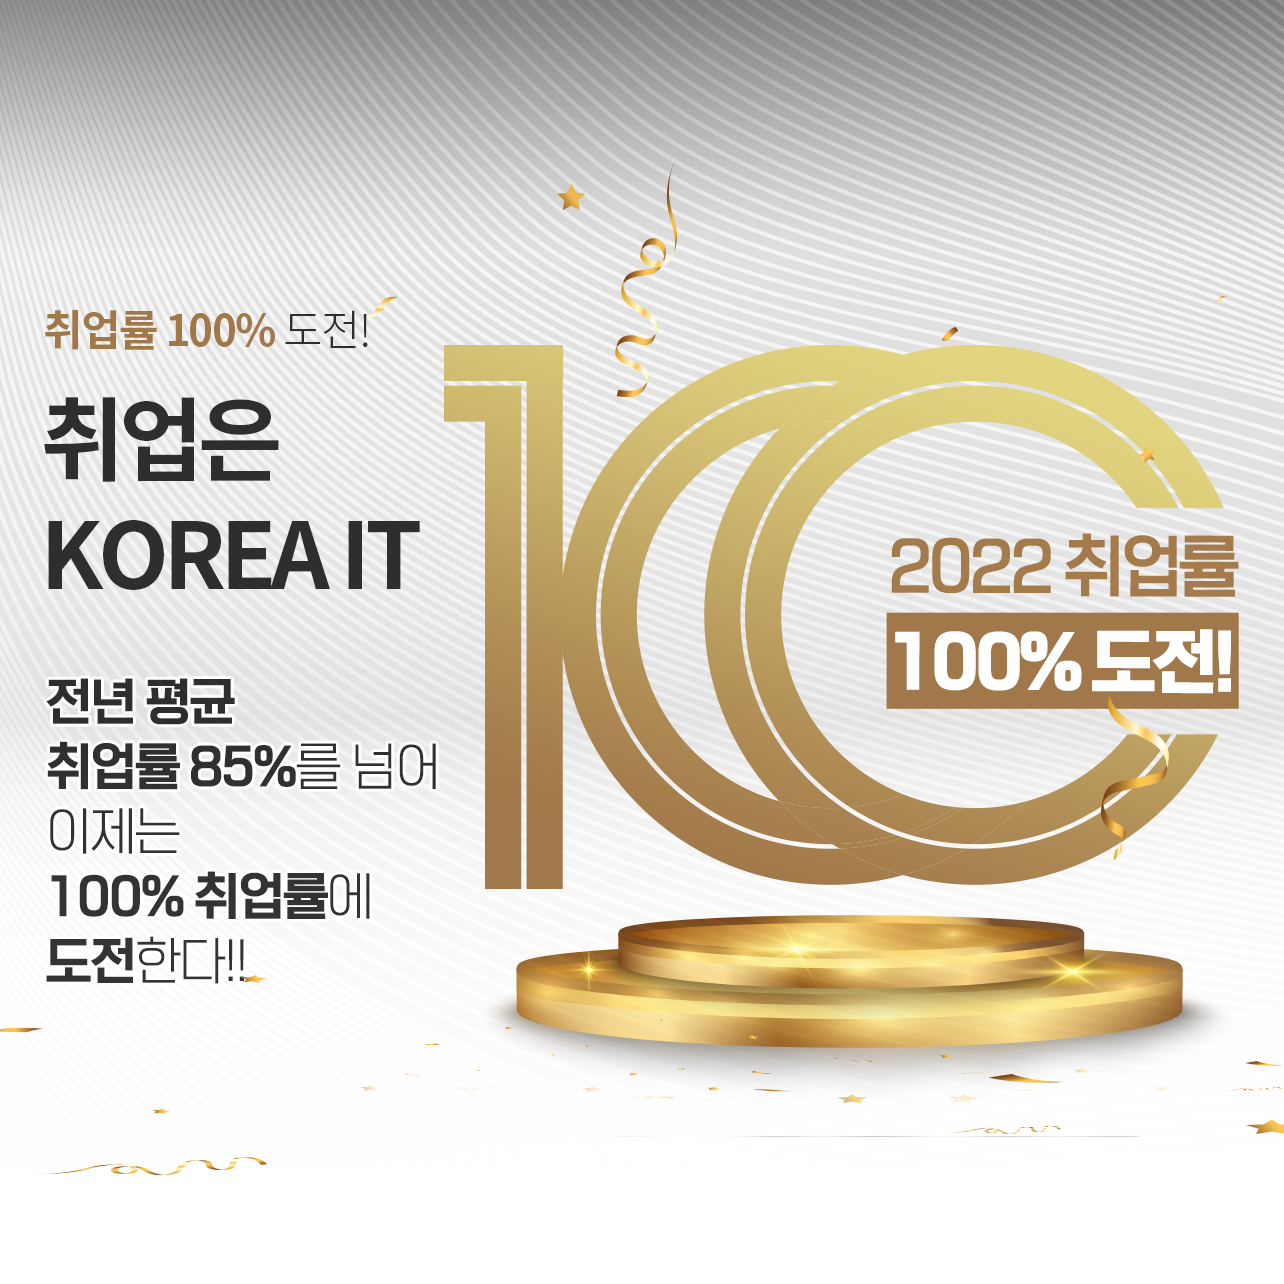 취업률 100% 도전!
취업은
KOREA IT
전년 평균
취업률 85%를 넘어
이제는
100% 취업률에
도전한다!!
100
2022 취업률
100% 도전!